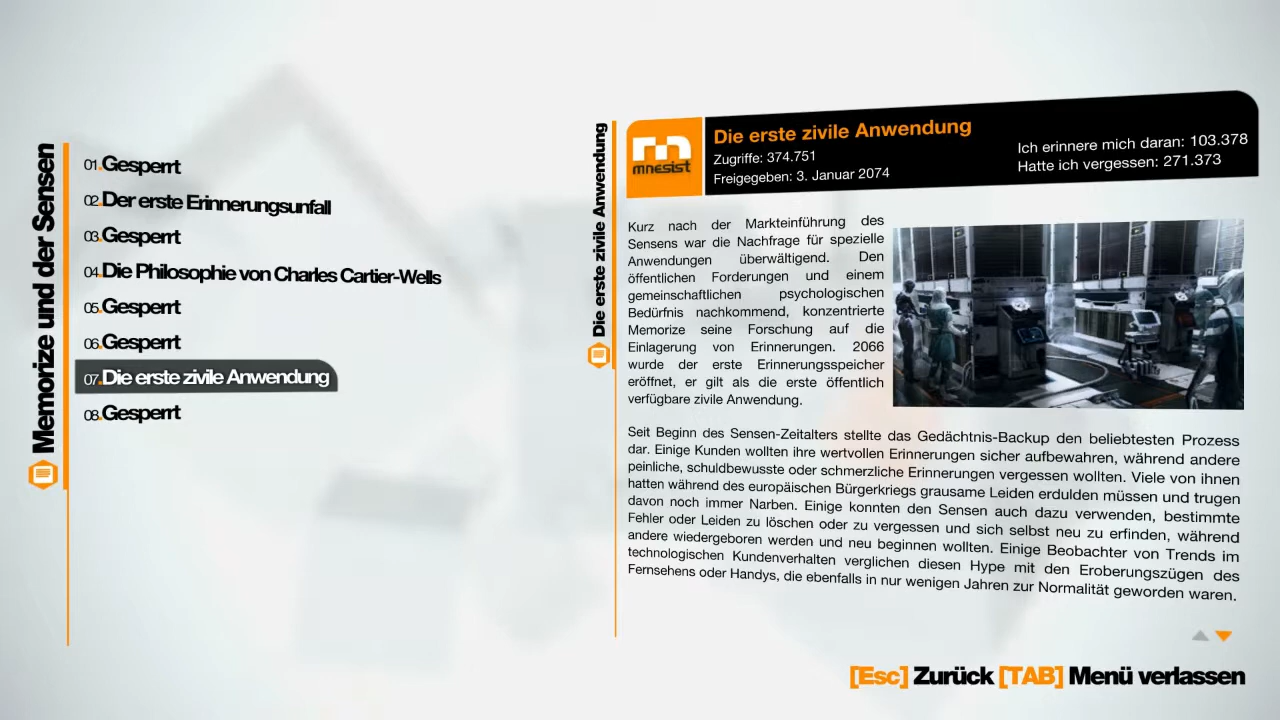 Memorize und der Sensen
01.Gesperrt
02.Der erste Erinnerungsunfall
03.Gesperrt
04.Die Philosophie von Charles Cartier-Wells
05.Gesperrt
06.Gesperrt
07.Die erste zivile Anwendung
08.Gesperrt
Die erste zivile Anwendung
m
mnesist
Die erste zivile Anwendung
Zugriffe: 374.751
Freigegeben: 3. Januar 2074
Ich erinnere mich daran: 103.378
Hatte ich vergessen: 271.373
Kurz nach der Markteinführung des
Sensens war die Nachfrage für spezielle
Anwendungen überwältigend. Den
öffentlichen Forderungen und einem
gemeinschaftlichen psychologischen
Bedürfnis nachkommend, konzentrierte
Memorize seine Forschung auf die
Einlagerung von Erinnerungen. 2066
wurde der erste Erinnerungsspeicher
eröffnet, er gilt als die erste öffentlich
verfügbare zivile Anwendung.
Seit Beginn des Sensen-Zeitalters stellte das Gedächtnis-Backup den beliebtesten Prozess
dar. Einige Kunden wollten ihre wertvollen Erinnerungen sicher aufbewahren, während andere
peinliche, schuldbewusste oder schmerzliche Erinnerungen vergessen wollten. Viele von ihnen
hatten während des europäischen Bürgerkriegs grausame Leiden erdulden müssen und trugen
davon noch immer Narben. Einige konnten den Sensen auch dazu verwenden, bestimmte
Fehler oder Leiden zu löschen oder zu vergessen und sich selbst neu zu erfinden, während
andere wiedergeboren werden und neu beginnen wollten. Einige Beobachter von Trends im
technologischen Kundenverhalten verglichen diesen Hype mit den Eroberungszügen des
Fernsehens oder Handys, die ebenfalls in nur wenigen Jahren zur Normalität geworden waren.
[Esc] Zurück [TAB] Menü verlassen